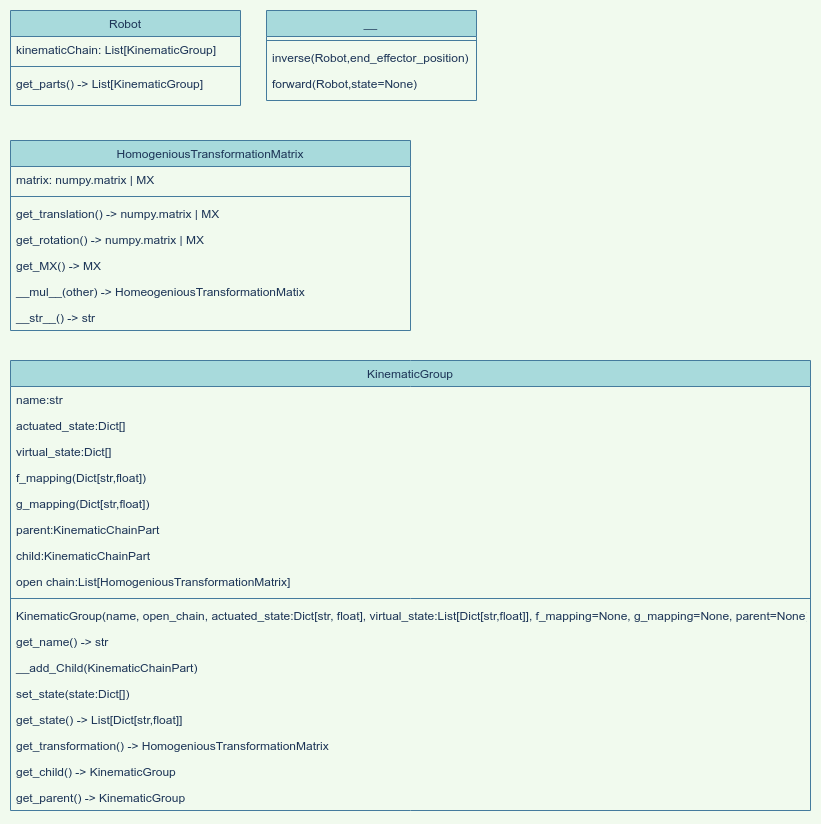 Robot
kinematicChain: List[KinematicGroup]
get_parts() -> List[KinematicGroup]
__
inverse(Robot,end_effector_position)
forward(Robot,state=None)
HomogeniousTransformationMatrix
matrix: numpy.matrix | MX
get_translation() -> numpy.matrix | MX
get_rotation() -> numpy.matrix | MX
get_MX() -> MX
__mul__(other) -> HomeogeniousTransformationMatix
__str__() -> str
KinematicGroup
name:str
actuated_state:Dict[]
virtual_state:Dict[]
f_mapping(Dict[str,float])
g_mapping(Dict[str,float])
parent:KinematicChainPart
child:KinematicChainPart
open chain:List[HomogeniousTransformationMatrix]
KinematicGroup(name, open_chain, actuated_state:Dict[str, float], virtual_state:List[Dict[str,float]], f_mapping=None, g_mapping=None, parent=None
get_name() -> str
__add_Child(KinematicChainPart)
set_state(state:Dict[])
get_state() -> List[Dict[str,float]]
get_transformation() -> HomogeniousTransformationMatrix
get_child() -> KinematicGroup
get_parent() -> KinematicGroup